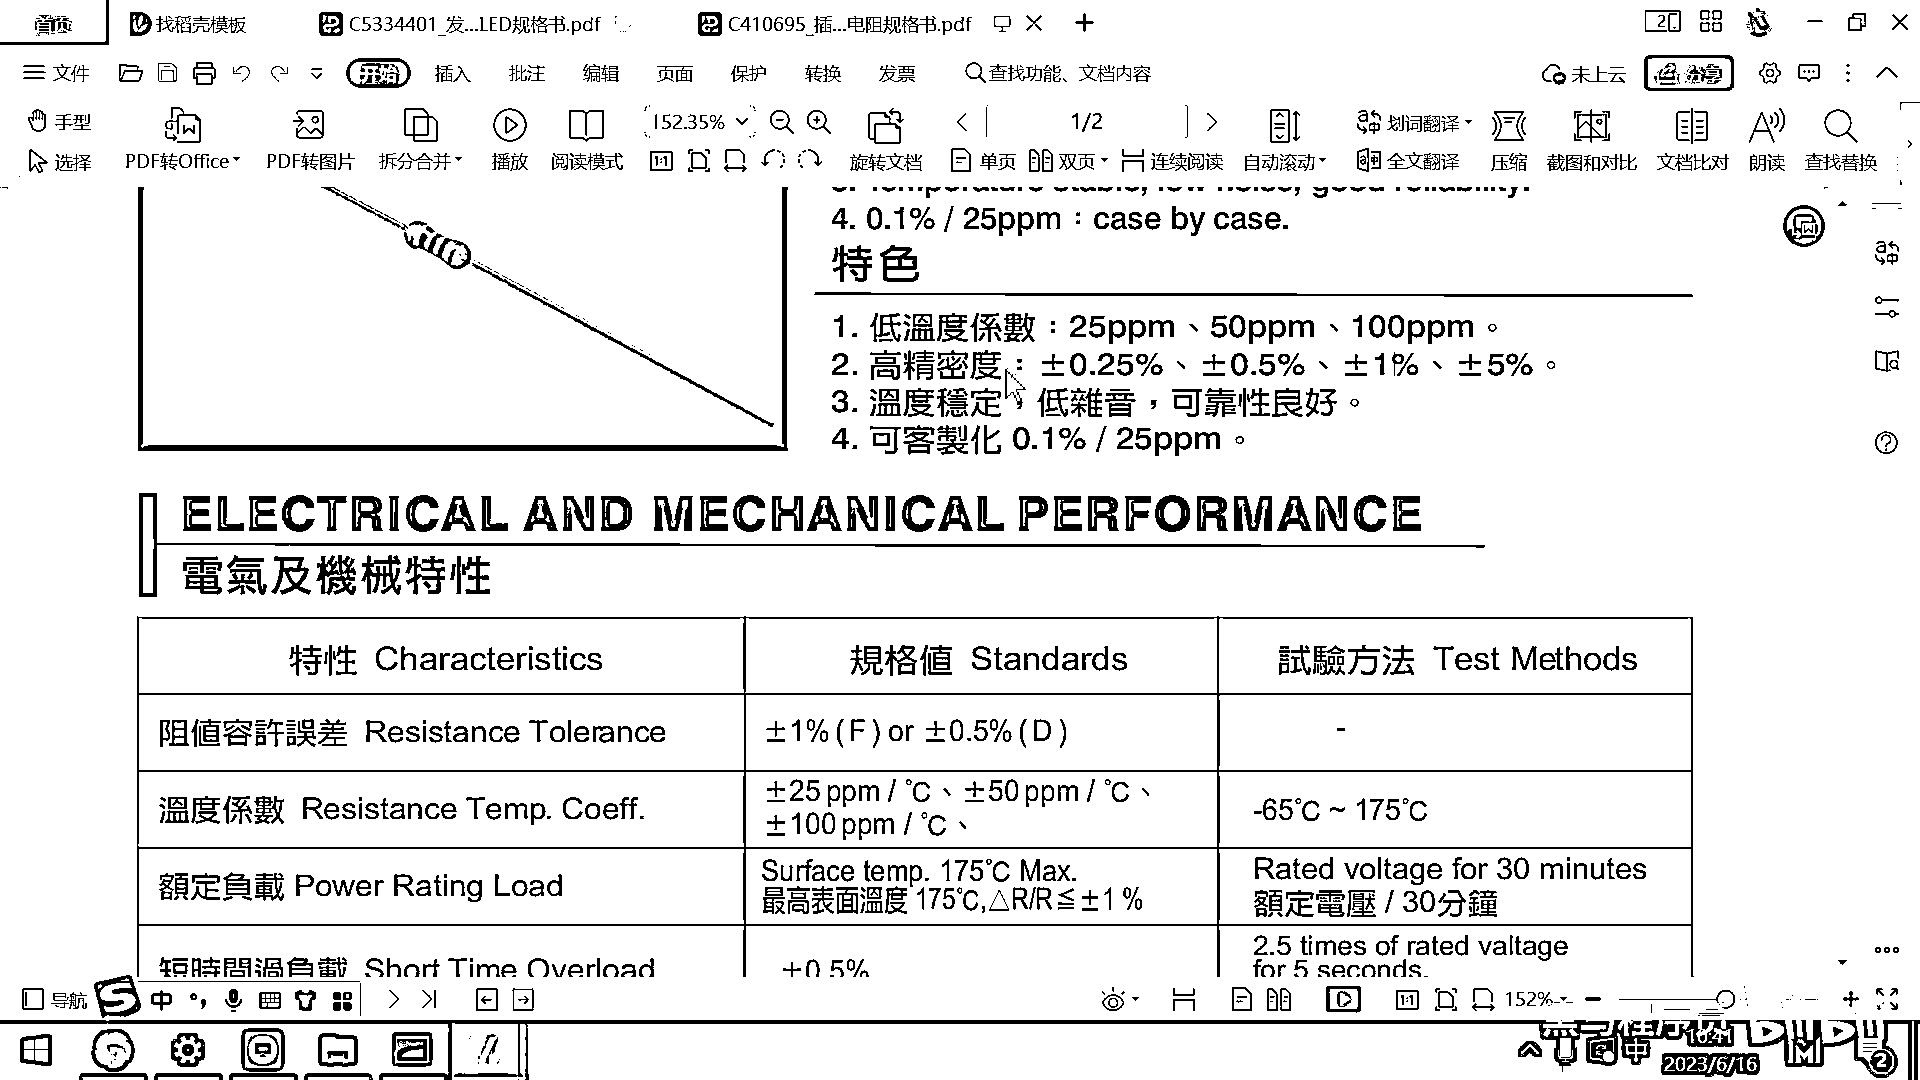 首页 找稻壳模板 C5334401_发...LED规格书.pdf C410695_插...电阻规格书.pdf
文件 开始 插入 批注 编辑 页面 保护 转换 发票 查找功能、文档内容 未上云 分享
手型 152.35% 1/2 划词翻译
选择 PDF转Office PDF转图片 拆分合并 播放 阅读模式 旋转文档 单页 双页 连续阅读 自动滚动 全文翻译 压缩 截图和对比 文档比对 朗读 查找替换
3. Temperature stable, low noise, good reliability.
4. 0.1% / 25ppm：case by case.
特色
1. 低溫度係數：25ppm、50ppm、100ppm。
2. 高精密度：±0.25%、±0.5%、±1%、±5%。
3. 溫度穩定，低雜音，可靠性良好。
4. 可客製化 0.1% / 25ppm。
ELECTRICAL AND MECHANICAL PERFORMANCE
電氣及機械特性
特性 Characteristics 規格值 Standards 試驗方法 Test Methods
阻值容許誤差 Resistance Tolerance ±1% ( F ) or ±0.5% ( D ) -
溫度係數 Resistance Temp. Coeff. ±25 ppm / ℃、±50 ppm / ℃、
±100 ppm / ℃、 -65℃ ~ 175℃
額定負載 Power Rating Load Surface temp. 175℃ Max.
最高表面溫度 175℃,△R/R≦±1 % Rated voltage for 30 minutes
額定電壓 / 30分鐘
短時間過負載 Short Time Overload ±0.5% 2.5 times of rated valtage
for 5 seconds.
导航 中 152%
中 16:41
2023/6/16 2